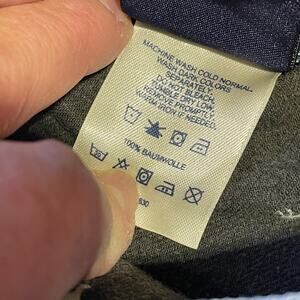 MACHINE WASH COLD NORMAL-
WASH DARK COLORS
SEPARATELY.
DO NOT BLEACH.
TUMBLE DRY LOW.
REMOVE PROMPTLY.
WARM IRON IF NEEDED.
100% BAUMWOLLE